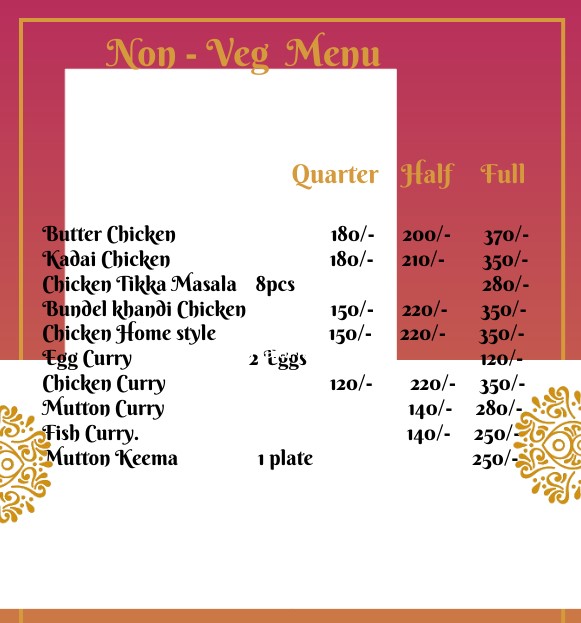 Non - Veg Menu
Quarter Half Full
Butter Chicken 180/- 200/- 370/-
Kadai Chicken 180/- 210/- 350/-
Chicken Tikka Masala 8pcs 280/-
Bundel khandi Chicken 150/- 220/- 350/-
Chicken Home style 150/- 220/- 350/-
Egg Curry 2 Eggs 120/-
Chicken Curry 120/- 220/- 350/-
Mutton Curry 140/- 280/-
Fish Curry. 140/- 250/-
Mutton Keema 1 plate 250/-